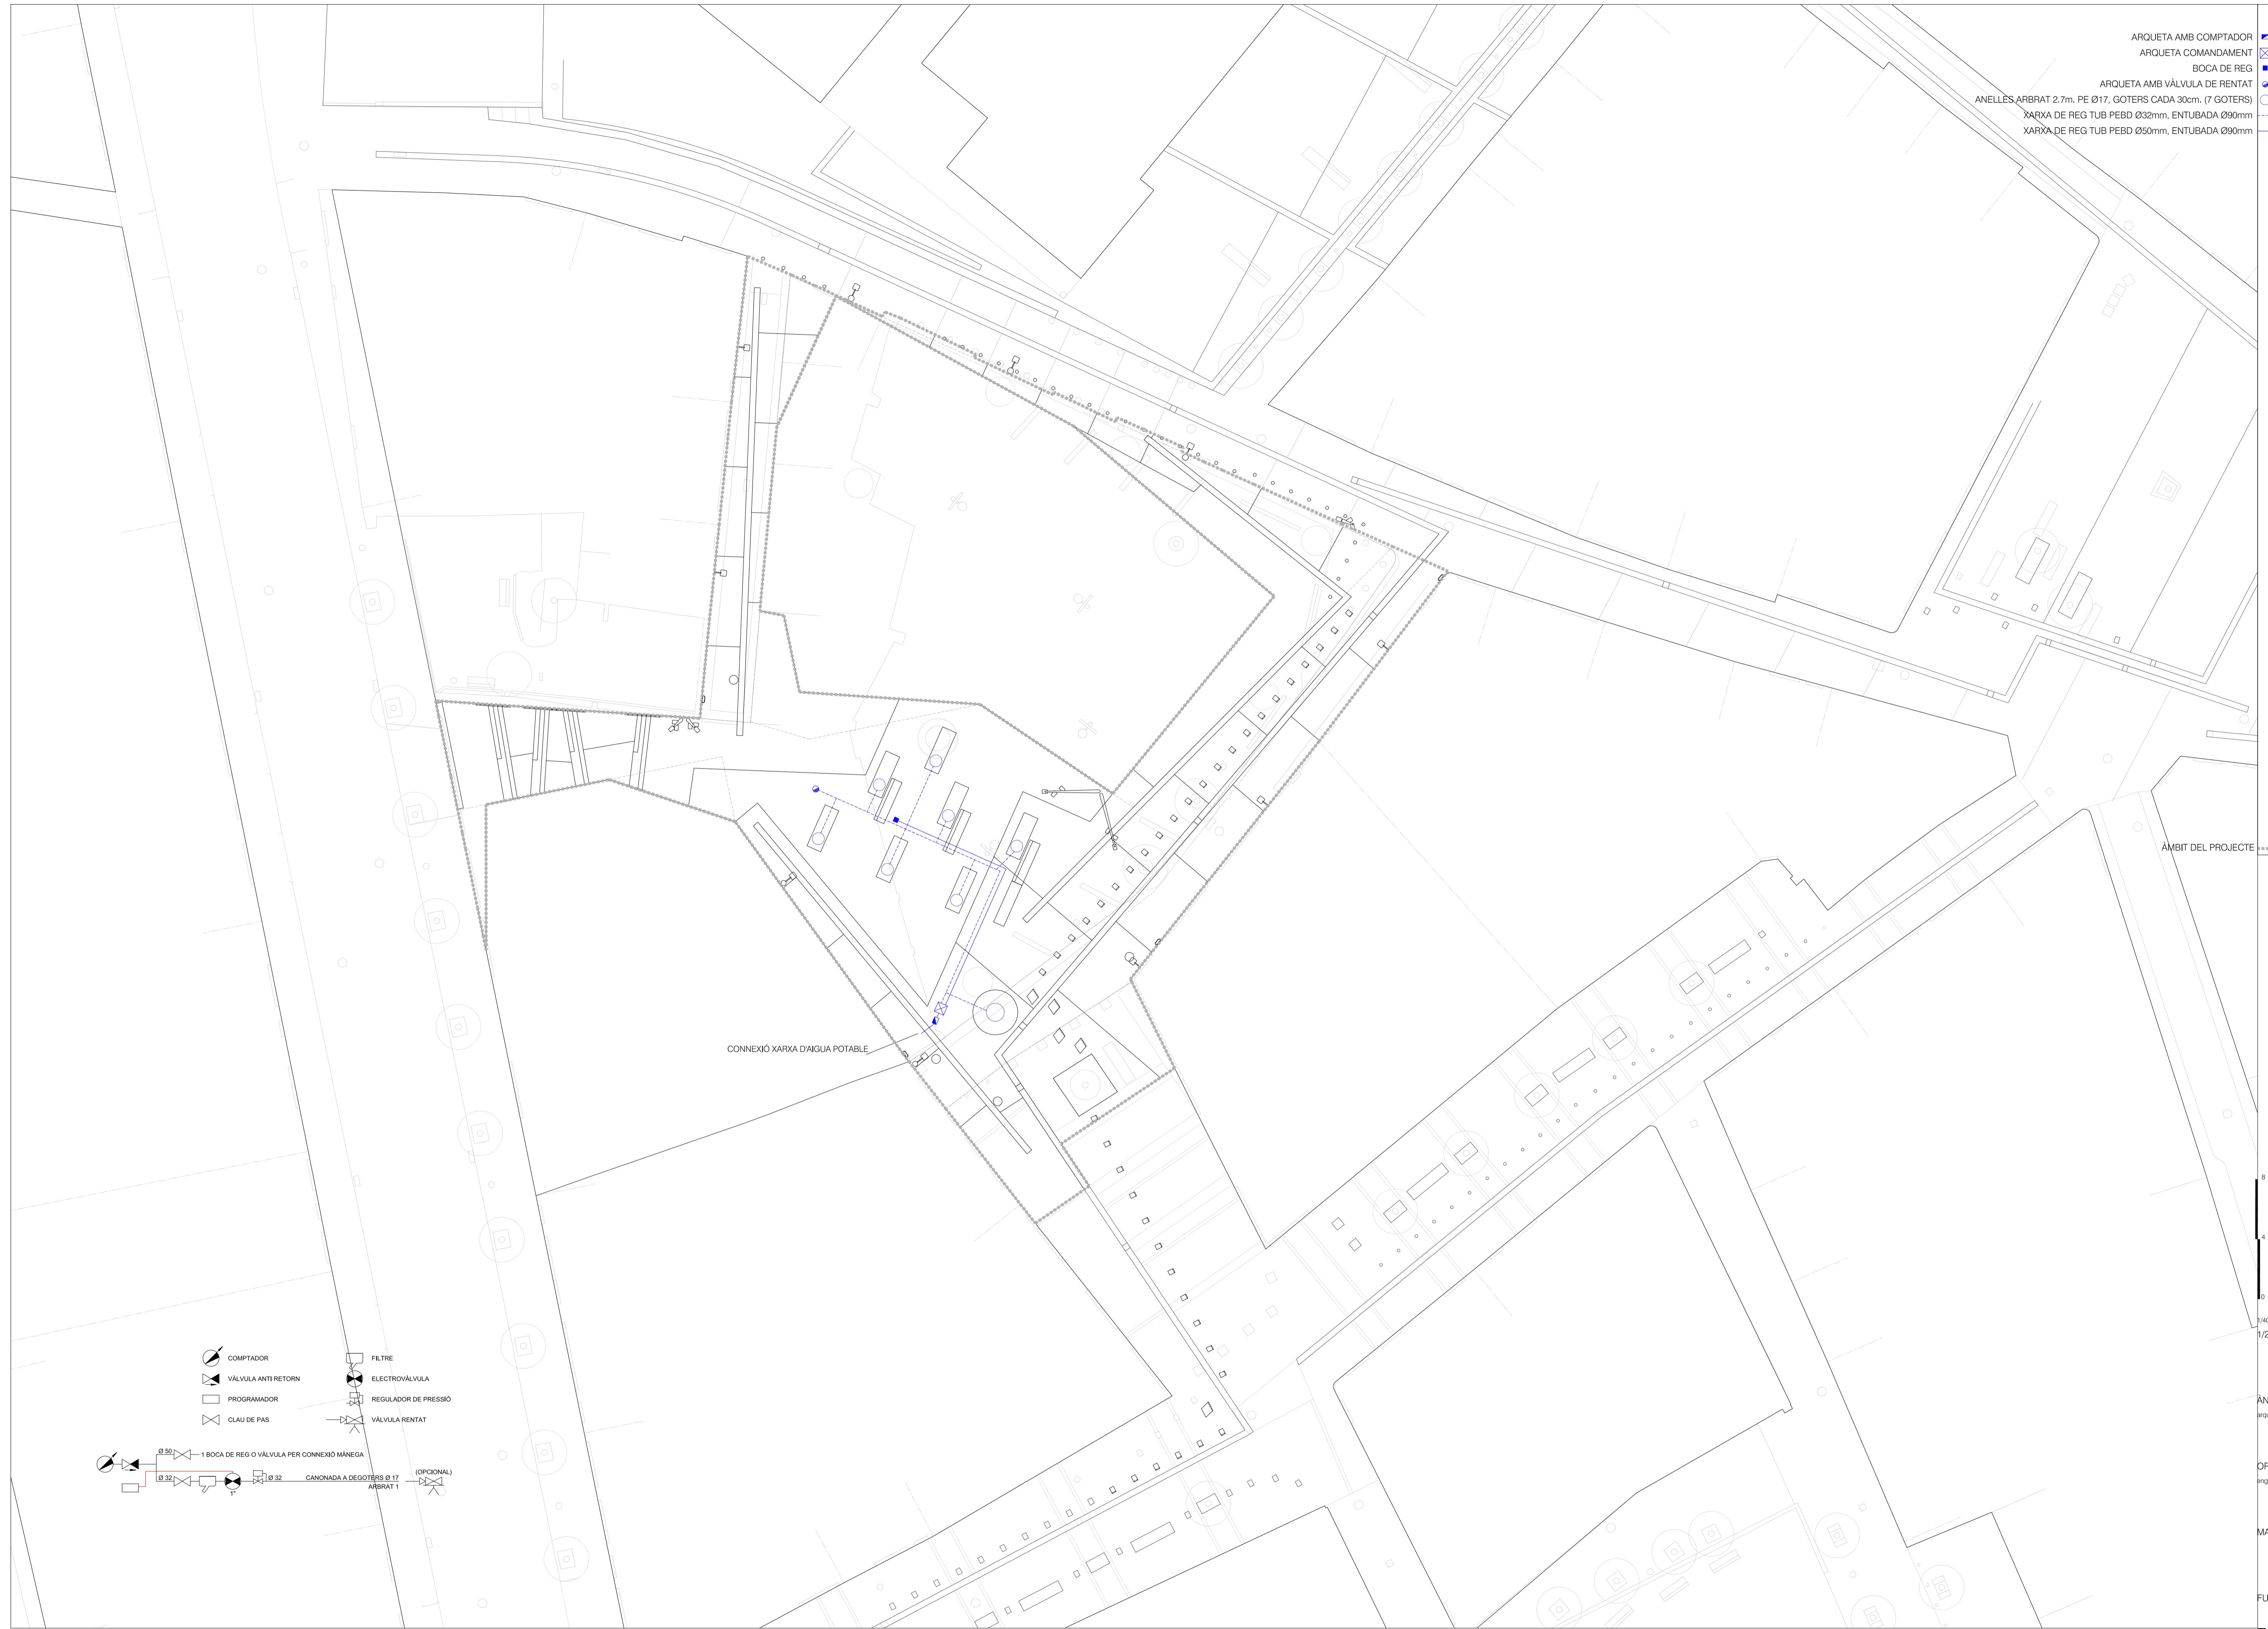 ARQUETA AMB COMPTADOR
ARQUETA COMANDAMENT
BOCA DE REG
ARQUETA AMB VÀLVULA DE RENTAT
ANELLES ARBRAT 2.7m. PE Ø17, GOTERS CADA 30cm. (7 GOTERS)
XARXA DE REG TUB PEBD Ø32mm, ENTUBADA Ø90mm
XARXA DE REG TUB PEBD Ø50mm, ENTUBADA Ø90mm
ÀMBIT DEL PROJECTE
CONNEXIÓ XARXA D'AIGUA POTABLE
8
4
0
COMPTADOR
FILTRE
VÀLVULA ANTI RETORN
ELECTROVÀLVULA
PROGRAMADOR
REGULADOR DE PRESSIÓ
CLAU DE PAS
VÀLVULA RENTAT
Ø 50
1 BOCA DE REG O VÀLVULA PER CONNEXIÓ MÀNEGA
Ø 32
1"
Ø 32
CANONADA A DEGOTERS Ø 17
ARBRAT 1
(OPCIONAL)